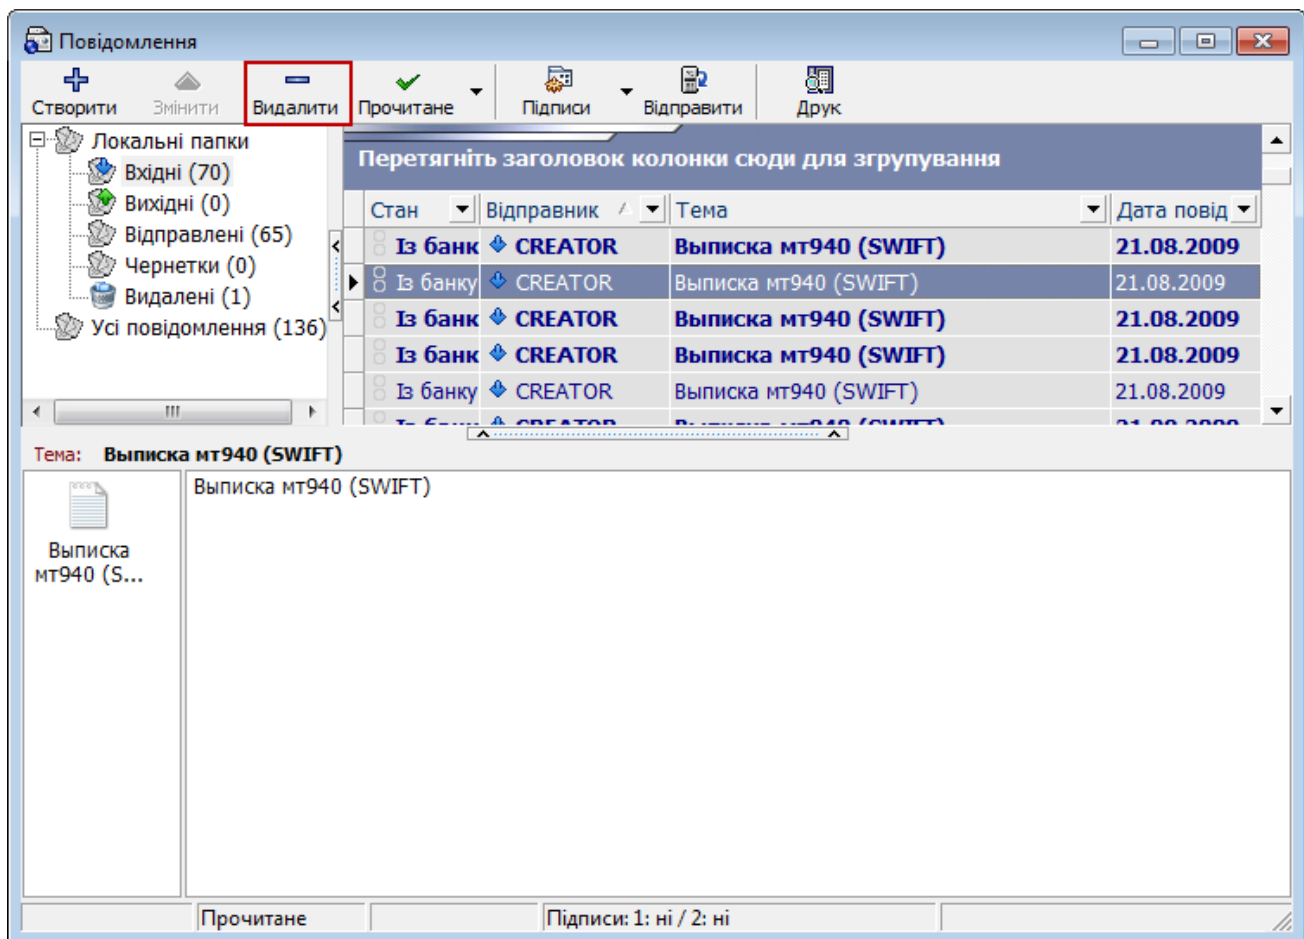 Повідомлення
Створити Змінити Видалити Прочитане Підписи Відправити Друк
Локальні папки
Вхідні (70)
Вихідні (0)
Відправлені (65)
Чернетки (0)
Видалені (1)
Усі повідомлення (136)
Перетягніть заголовок колонки сюди для згрупування
Стан Відправник Тема Дата повід
Із банк CREATOR Выписка мт940 (SWIFT) 21.08.2009
Із банку CREATOR Выписка мт940 (SWIFT) 21.08.2009
Із банк CREATOR Выписка мт940 (SWIFT) 21.08.2009
Із банк CREATOR Выписка мт940 (SWIFT) 21.08.2009
Із банку CREATOR Выписка мт940 (SWIFT) 21.08.2009
Тема: Выписка мт940 (SWIFT)
Выписка
мт940 (S...
Выписка мт940 (SWIFT)
Прочитане Підписи: 1: ні / 2: ні